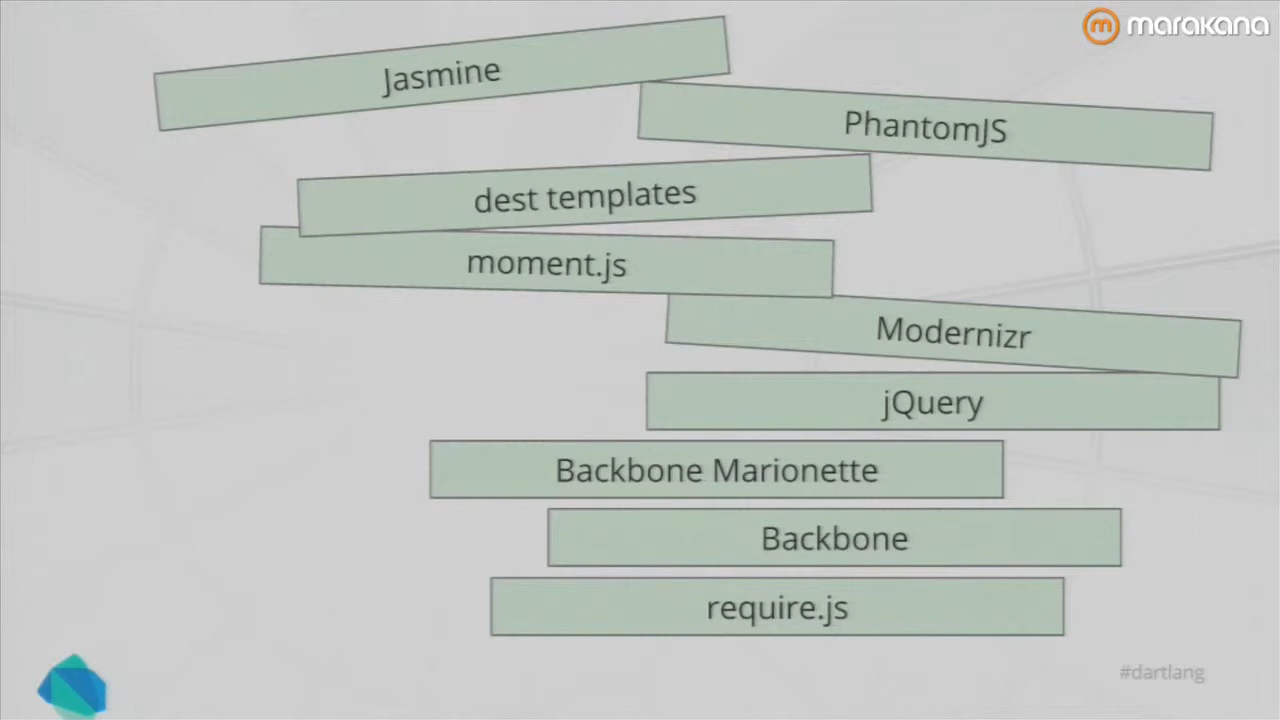 marakana
Jasmine
PhantomJS
dest templates
moment.js
Modernizr
jQuery
Backbone Marionette
Backbone
require.js
#dartlang